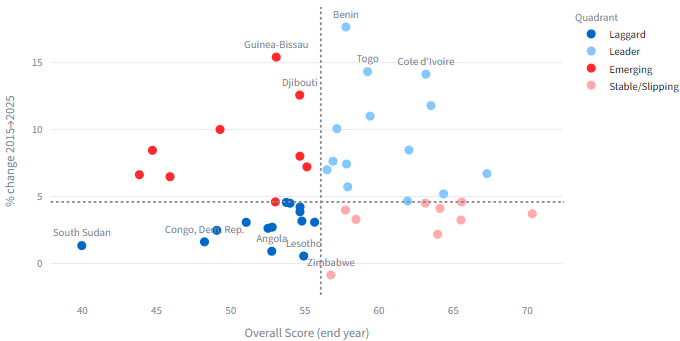 Benin
Quadrant
Laggard
Leader
Emerging
Stable/Slipping
Guinea-Bissau
Togo
Cote d'Ivoire
15
Djibouti
10
% change 2015→2025
5
South Sudan
Congo, Dem. Rep.
Angola
Lesotho
Zimbabwe
0
40
45
50
55
60
65
70
Overall Score (end year)